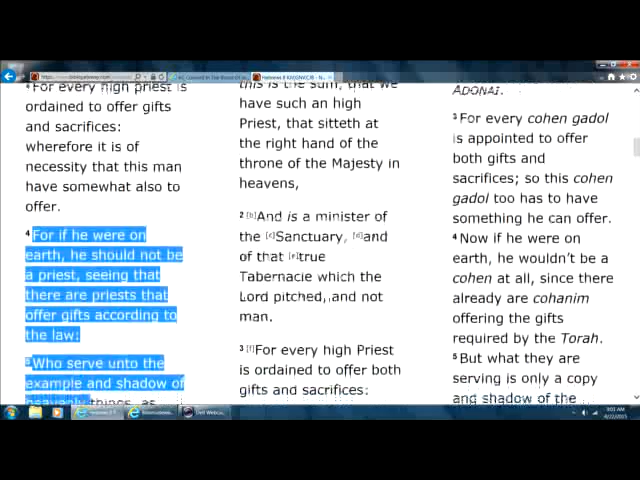 For every high priest is
ordained to offer gifts
and sacrifices:
wherefore it is of
necessity that this man
have somewhat also to
offer.
4 For if he were on
earth, he should not be
a priest, seeing that
there are priests that
offer gifts according to
the law:
5 Who serve unto the
example and shadow of
heavenly things, as
this is the sum, that we
have such an high
Priest, that sitteth at
the right hand of the
throne of the Majesty in
heavens,
2 [b]And is a minister of
the [c]Sanctuary, [d]and
of that [e]true
Tabernacle which the
Lord pitched, and not
man.
3 [f]For every high Priest
is ordained to offer both
gifts and sacrifices:
ADONAI.
3 For every cohen gadol
is appointed to offer
both gifts and
sacrifices; so this cohen
gadol too has to have
something he can offer.
4 Now if he were on
earth, he wouldn't be a
cohen at all, since there
already are cohanim
offering the gifts
required by the Torah.
5 But what they are
serving is only a copy
and shadow of the
Dell Webcam